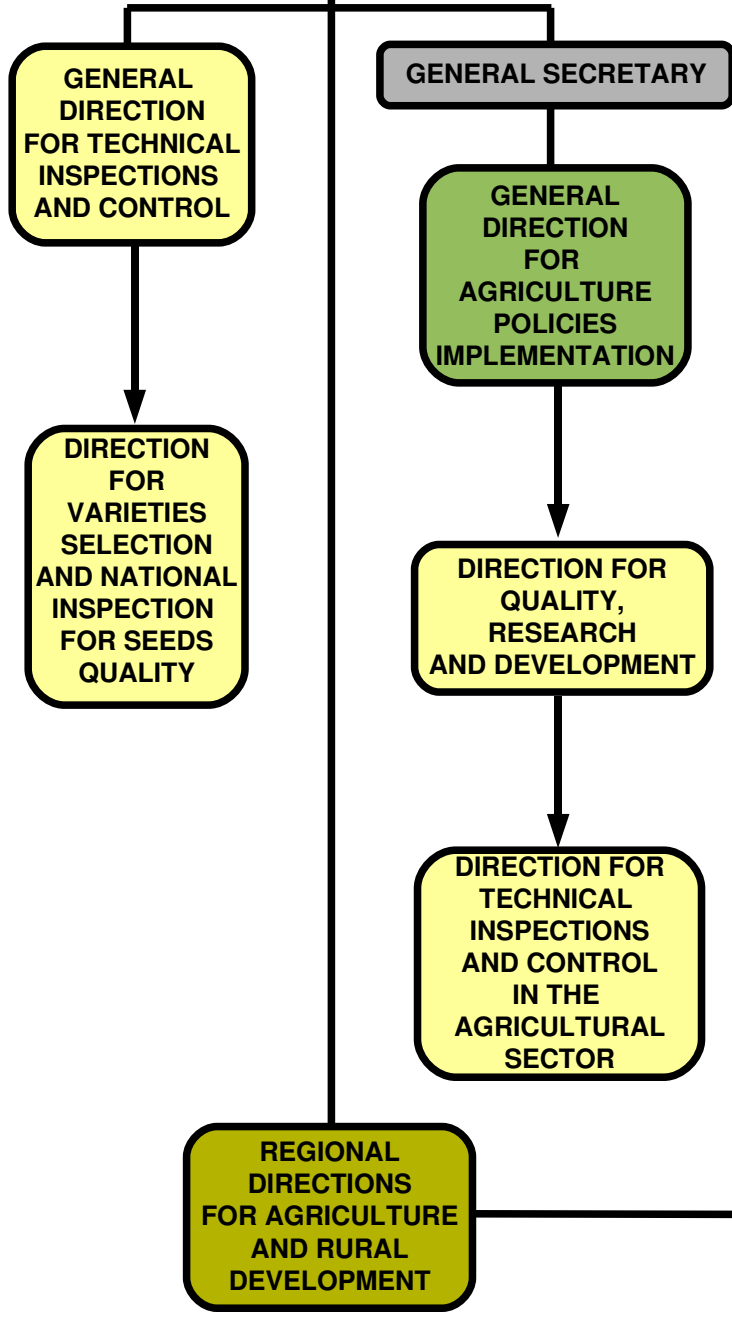 GENERAL
DIRECTION
FOR TECHNICAL
INSPECTIONS
AND CONTROL
GENERAL SECRETARY
GENERAL
DIRECTION
FOR
AGRICULTURE
POLICIES
IMPLEMENTATION
DIRECTION
FOR
VARIETIES
SELECTION
AND NATIONAL
INSPECTION
FOR SEEDS
QUALITY
DIRECTION FOR
QUALITY,
RESEARCH
AND DEVELOPMENT
DIRECTION FOR
TECHNICAL
INSPECTIONS
AND CONTROL
IN THE
AGRICULTURAL
SECTOR
REGIONAL
DIRECTIONS
FOR AGRICULTURE
AND RURAL
DEVELOPMENT